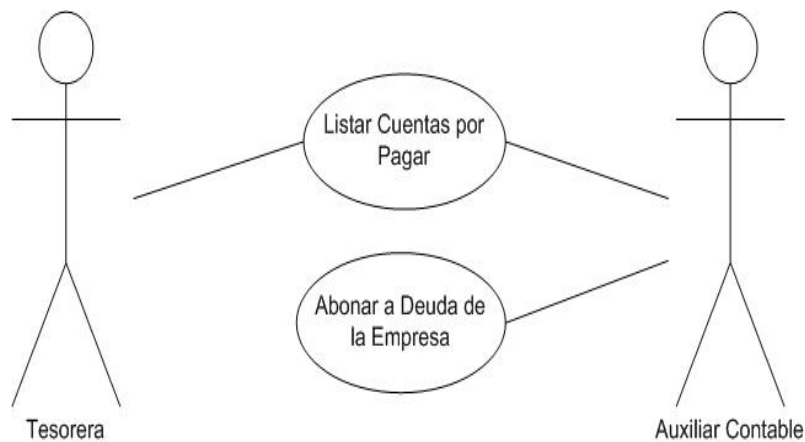 Listar Cuentas por
Pagar
Abonar a Deuda de
la Empresa
Tesorera
Auxiliar Contable